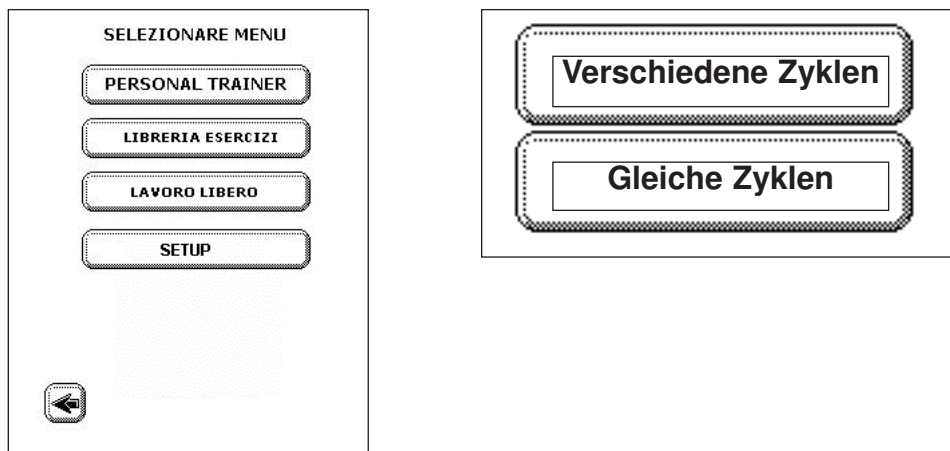 SELEZIONARE MENU
PERSONAL TRAINER
LIBRERIA ESERCIZI
LAVORO LIBERO
SETUP
Verschiedene Zyklen
Gleiche Zyklen